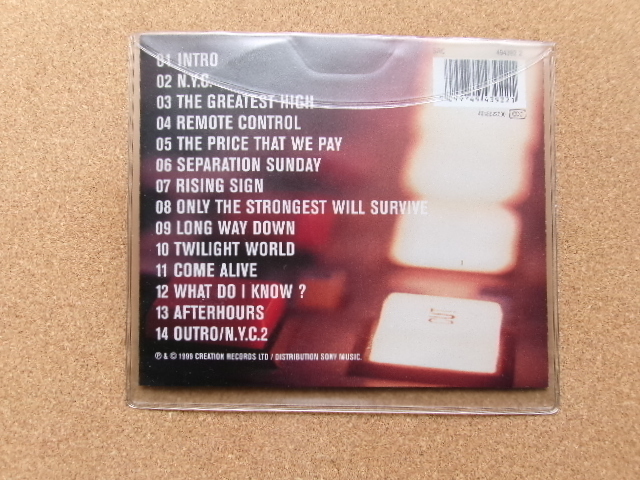 01 INTRO
02 N.Y.C.
03 THE GREATEST HIGH
04 REMOTE CONTROL
05 THE PRICE THAT WE PAY
06 SEPARATION SUNDAY
07 RISING SIGN
08 ONLY THE STRONGEST WILL SURVIVE
09 LONG WAY DOWN
10 TWILIGHT WORLD
11 COME ALIVE
12 WHAT DO I KNOW ?
13 AFTERHOURS
14 OUTRO/N.Y.C.2
℗ & © 1999 CREATION RECORDS LTD / DISTRIBUTION SONY MUSIC.